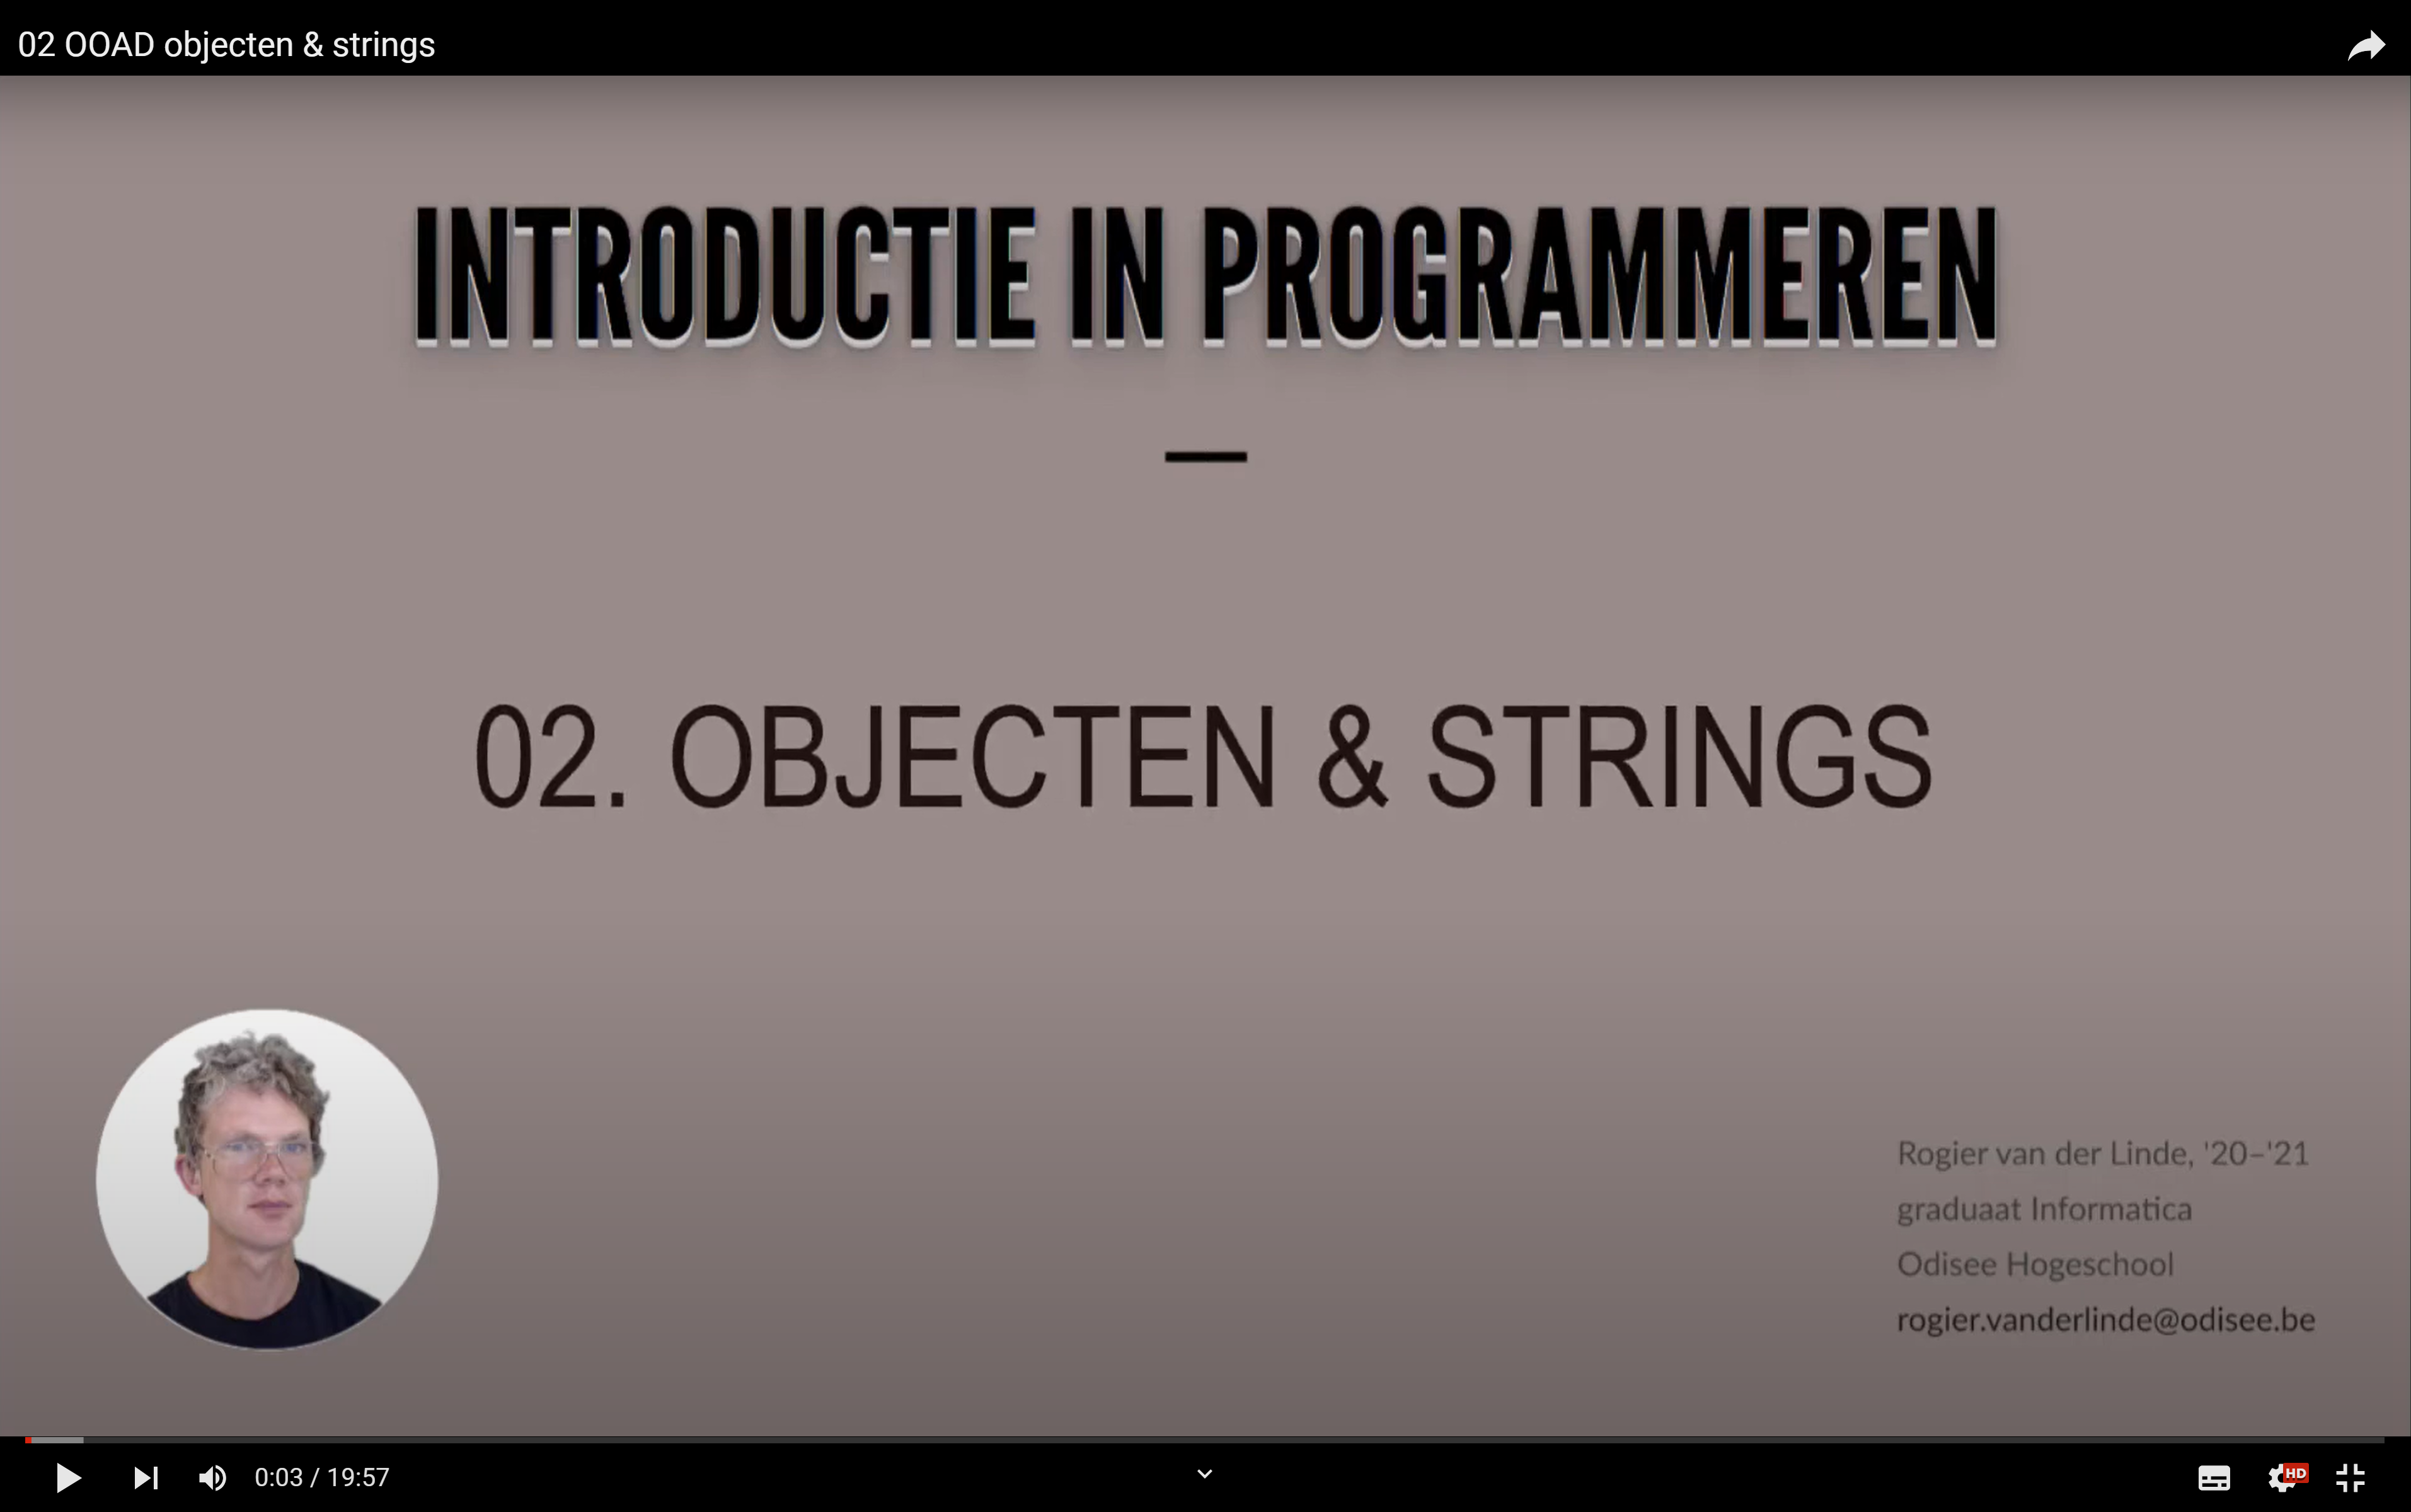 02 OOAD objecten & strings
INTRODUCTIE IN PROGRAMMEREN
02. OBJECTEN & STRINGS
Rogier van der Linde, '20–'21
graduaat Informatica
Odisee Hogeschool
rogier.vanderlinde@odisee.be
0:03 / 19:57
HD